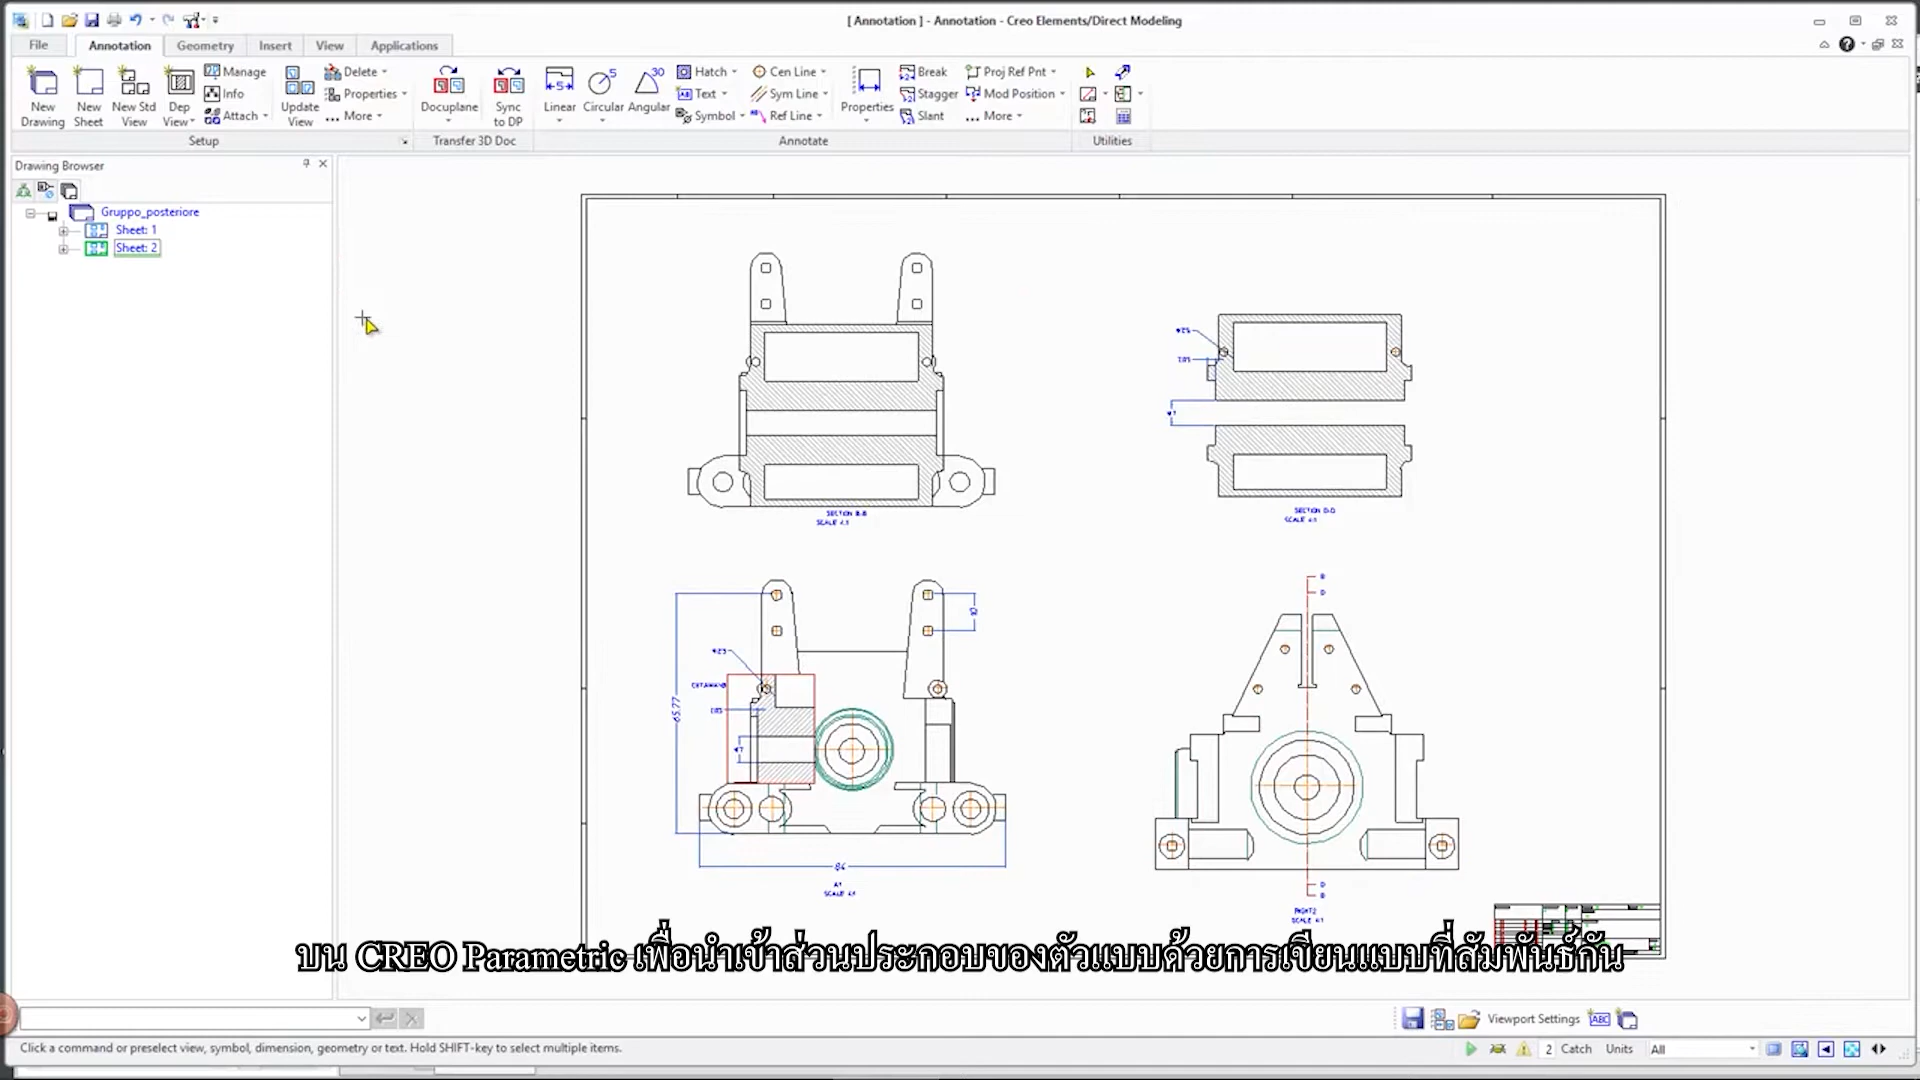 [ Annotation ] - Annotation - Creo Elements/Direct Modeling
File Annotation Geometry Insert View Applications
New Drawing
New Sheet
New Std View
Dep View
Manage
Info
Attach
Update View
Delete
Properties
... More
Docuplane
Sync to DP
Linear
Circular
Angular
Hatch
Text
Symbol
Cen Line
Sym Line
Ref Line
Properties
Break
Stagger
Slant
Proj Ref Pnt
Mod Position
... More
Setup Transfer 3D Doc Annotate Utilities
Drawing Browser
Gruppo_posteriore
Sheet: 1
Sheet: 2
SECTION B-B
SECTION D-D
65.77
84
บน CREO Parametric เพื่อนำเข้าส่วนประกอบของตัวแบบด้วยการเขียนแบบที่สัมพันธ์กัน
Viewport Settings
Click a command or preselect view, symbol, dimension, geometry or text. Hold SHIFT-key to select multiple items.
2 Catch Units All